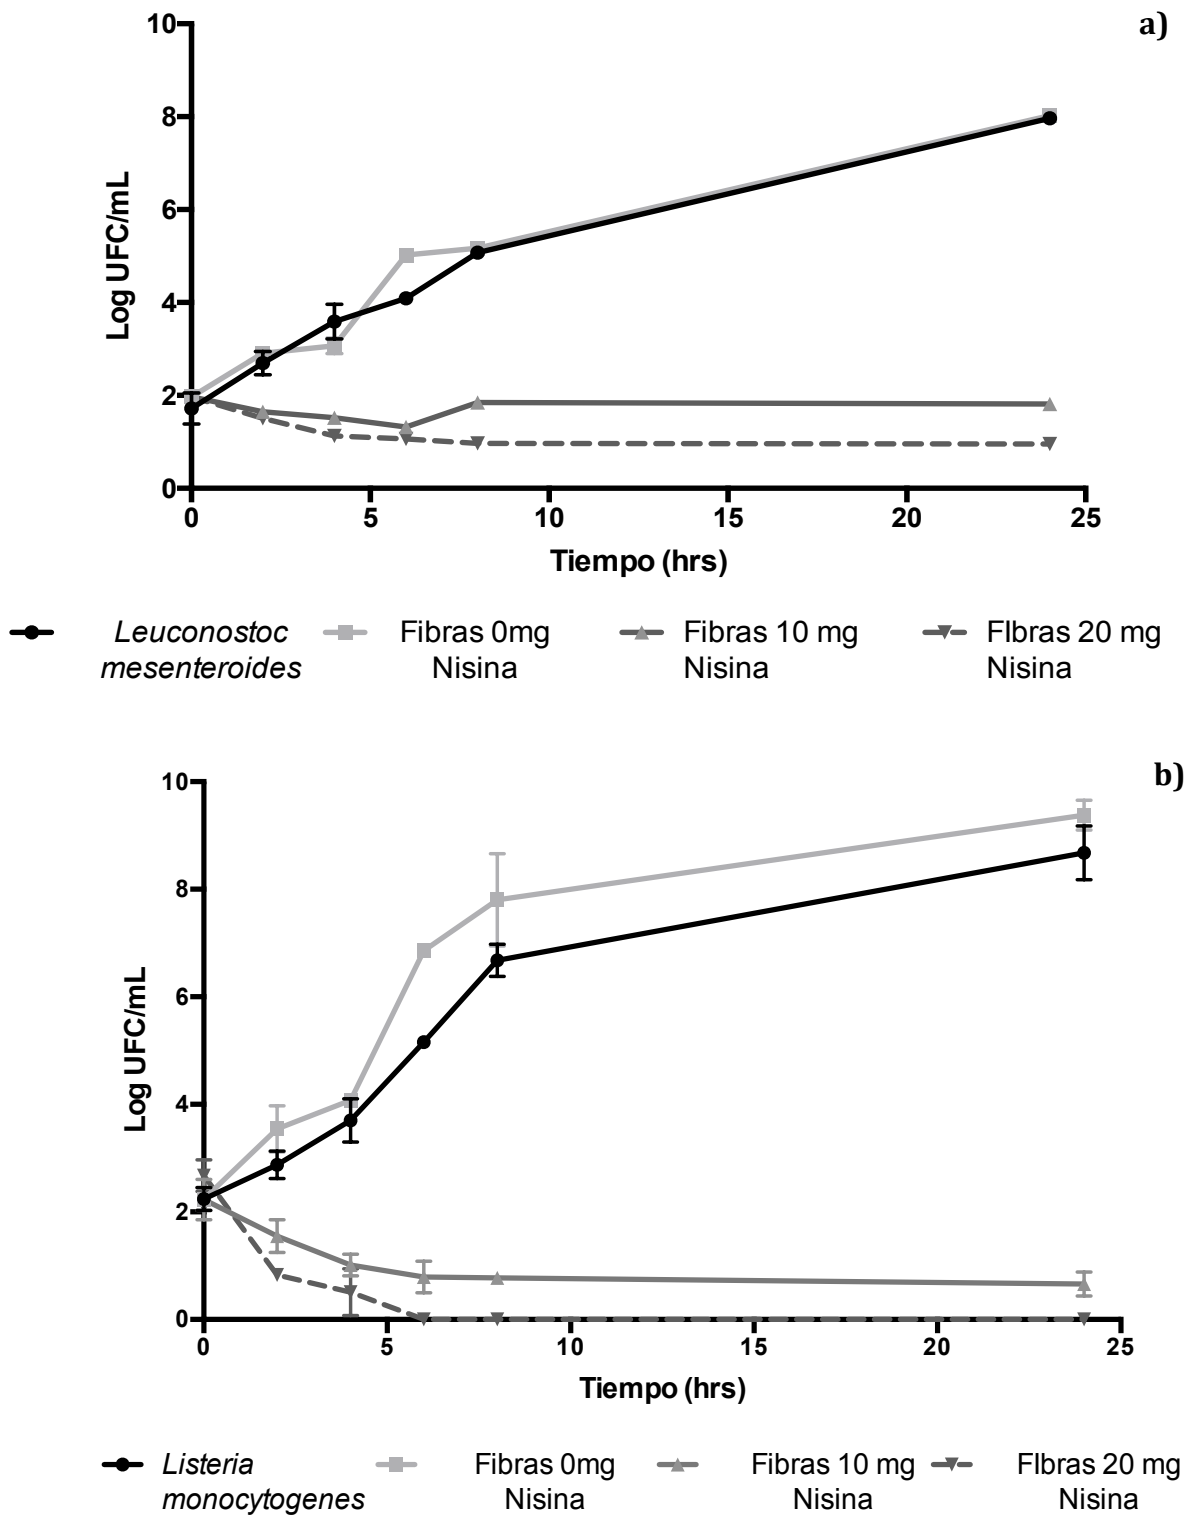 a)
10
8
6
4
2
0
Log UFC/mL
0 5 10 15 20 25
Tiempo (hrs)
Leuconostoc Fibras 0mg Fibras 10 mg FIbras 20 mg
mesenteroides Nisina Nisina Nisina
b)
10
8
6
4
2
0
Log UFC/mL
0 5 10 15 20 25
Tiempo (hrs)
Listeria Fibras 0mg Fibras 10 mg FIbras 20 mg
monocytogenes Nisina Nisina Nisina